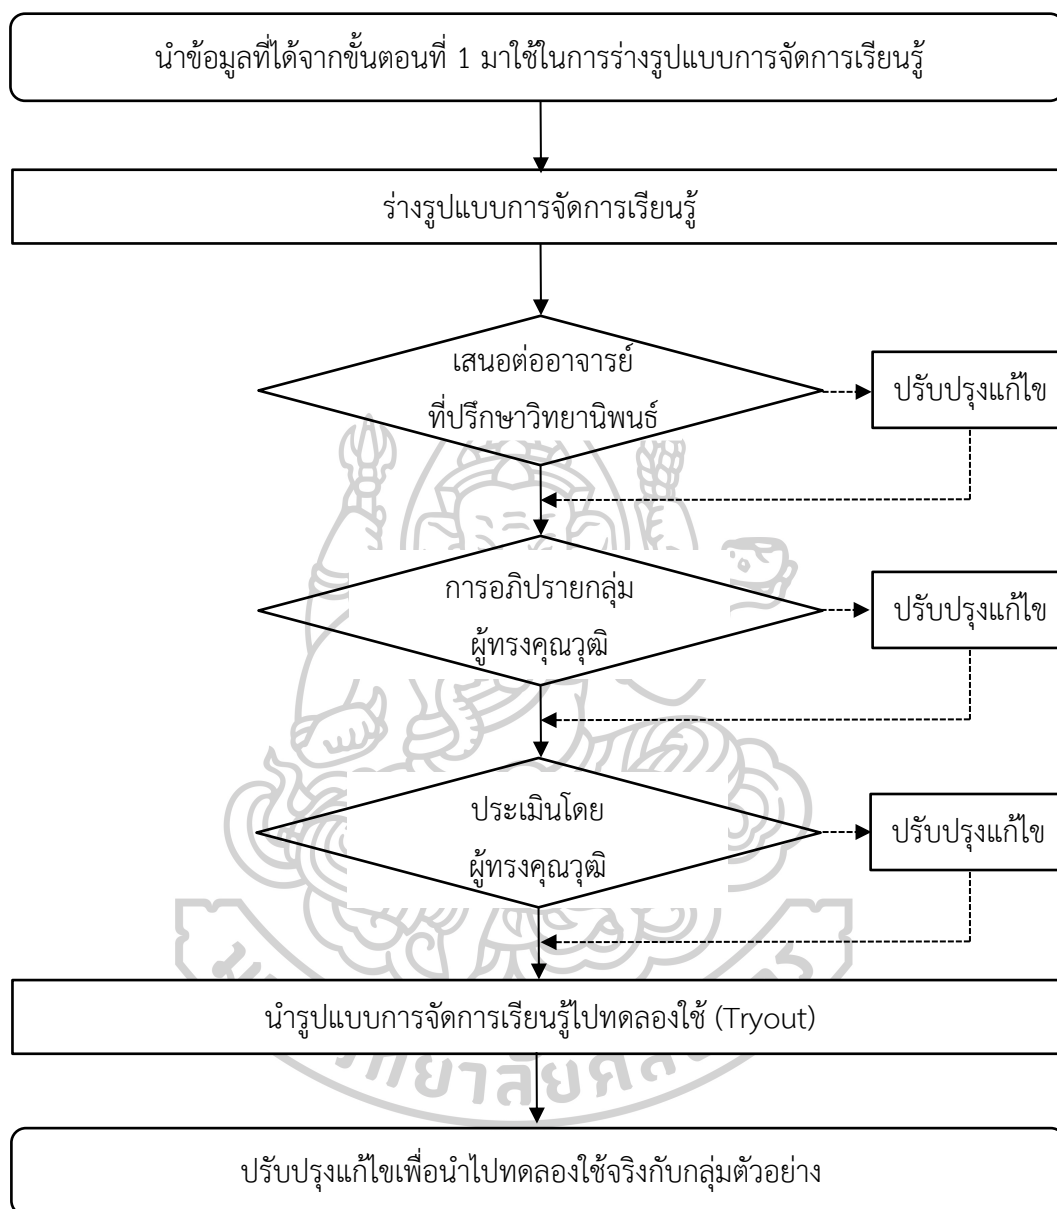 นำข้อมูลที่ได้จากขั้นตอนที่ 1 มาใช้ในการร่างรูปแบบการจัดการเรียนรู้
ร่างรูปแบบการจัดการเรียนรู้
เสนอต่ออาจารย์
ที่ปรึกษาวิทยานิพนธ์
ปรับปรุงแก้ไข
การอภิปรายกลุ่ม
ผู้ทรงคุณวุฒิ
ปรับปรุงแก้ไข
ประเมินโดย
ผู้ทรงคุณวุฒิ
ปรับปรุงแก้ไข
นำรูปแบบการจัดการเรียนรู้ไปทดลองใช้ (Tryout)
ปรับปรุงแก้ไขเพื่อนำไปทดลองใช้จริงกับกลุ่มตัวอย่าง